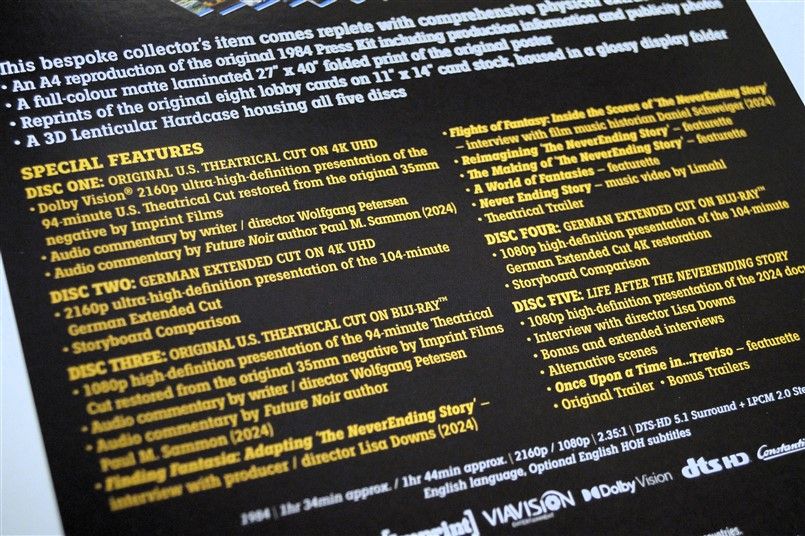 This bespoke collector's item comes replete with comprehensive physical
• An A4 reproduction of the original 1984 Press Kit including production information and publicity photos
• A full-colour matte laminated 27" x 40" folded print of the original poster
• Reprints of the original eight lobby cards on 11" x 14" card stock, housed in a glossy display folder
• A 3D Lenticular Hardcase housing all five discs
SPECIAL FEATURES
DISC ONE: ORIGINAL U.S. THEATRICAL CUT ON 4K UHD
• Dolby Vision® 2160p ultra-high-definition presentation of the
94-minute U.S. Theatrical Cut restored from the original 35mm
negative by Imprint Films
• Audio commentary by writer / director Wolfgang Petersen
• Audio commentary by Future Noir author Paul M. Sammon (2024)
DISC TWO: GERMAN EXTENDED CUT ON 4K UHD
• 2160p ultra-high-definition presentation of the 104-minute
German Extended Cut
• Storyboard Comparison
DISC THREE: ORIGINAL U.S. THEATRICAL CUT ON BLU-RAY™
• 1080p high-definition presentation of the 94-minute Theatrical
Cut restored from the original 35mm negative by Imprint Films
• Audio commentary by writer / director Wolfgang Petersen
• Audio commentary by Future Noir author
Paul M. Sammon (2024)
• Finding Fantasia: Adapting 'The NeverEnding Story' –
interview with producer / director Lisa Downs (2024)
• Flights of Fantasy: Inside the Scores of 'The NeverEnding Story'
– interview with film music historian Daniel Schweiger (2024)
• Reimagining 'The NeverEnding Story' – featurette
• The Making of 'The NeverEnding Story' – featurette
• A World of Fantasies – featurette
• Never Ending Story – music video by Limahl
• Theatrical Trailer
DISC FOUR: GERMAN EXTENDED CUT ON BLU-RAY™
• 1080p high-definition presentation of the 104-minute
German Extended Cut 4K restoration
• Storyboard Comparison
DISC FIVE: LIFE AFTER THE NEVERENDING STORY
• 1080p high-definition presentation of the 2024 doc
• Interview with director Lisa Downs
• Bonus and extended interviews
• Alternative scenes
• Once Upon a Time in...Treviso – featurette
• Original Trailer • Bonus Trailers
1984 | 1hr 34min approx. / 1hr 44min approx. | 2160p / 1080p | 2.35:1 | DTS-HD 5.1 Surround + LPCM 2.0 Ste
English language, Optional English HOH subtitles
[imprint] VIAVISION ENTERTAINMENT Dolby Vision dts HD Constantin
countries.